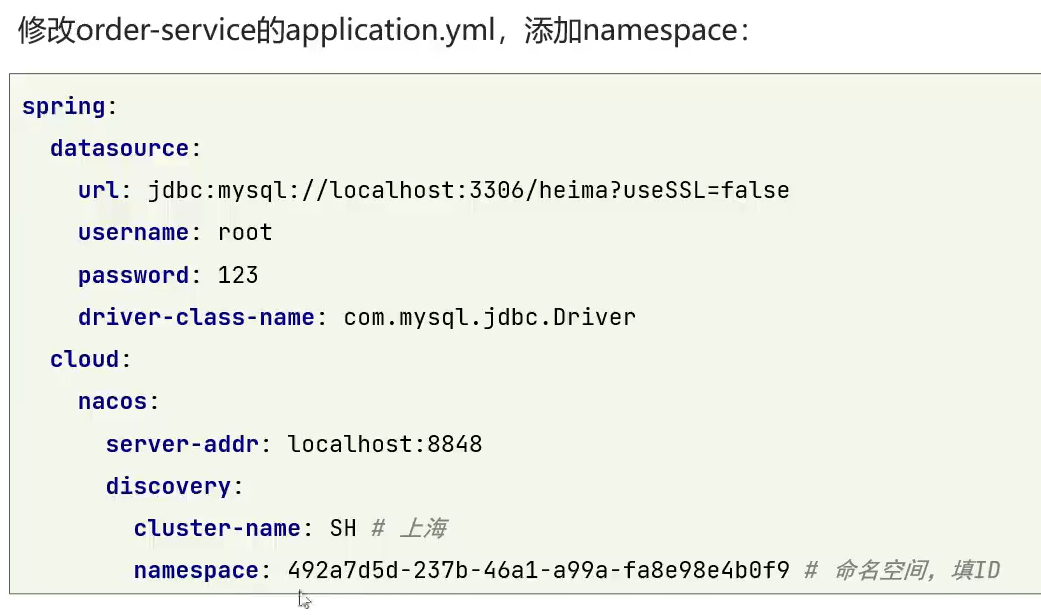 修改order-service的application.yml，添加namespace：
spring:
  datasource:
    url: jdbc:mysql://localhost:3306/heima?useSSL=false
    username: root
    password: 123
    driver-class-name: com.mysql.jdbc.Driver
  cloud:
    nacos:
      server-addr: localhost:8848
      discovery:
        cluster-name: SH # 上海
        namespace: 492a7d5d-237b-46a1-a99a-fa8e98e4b0f9 # 命名空间，填ID